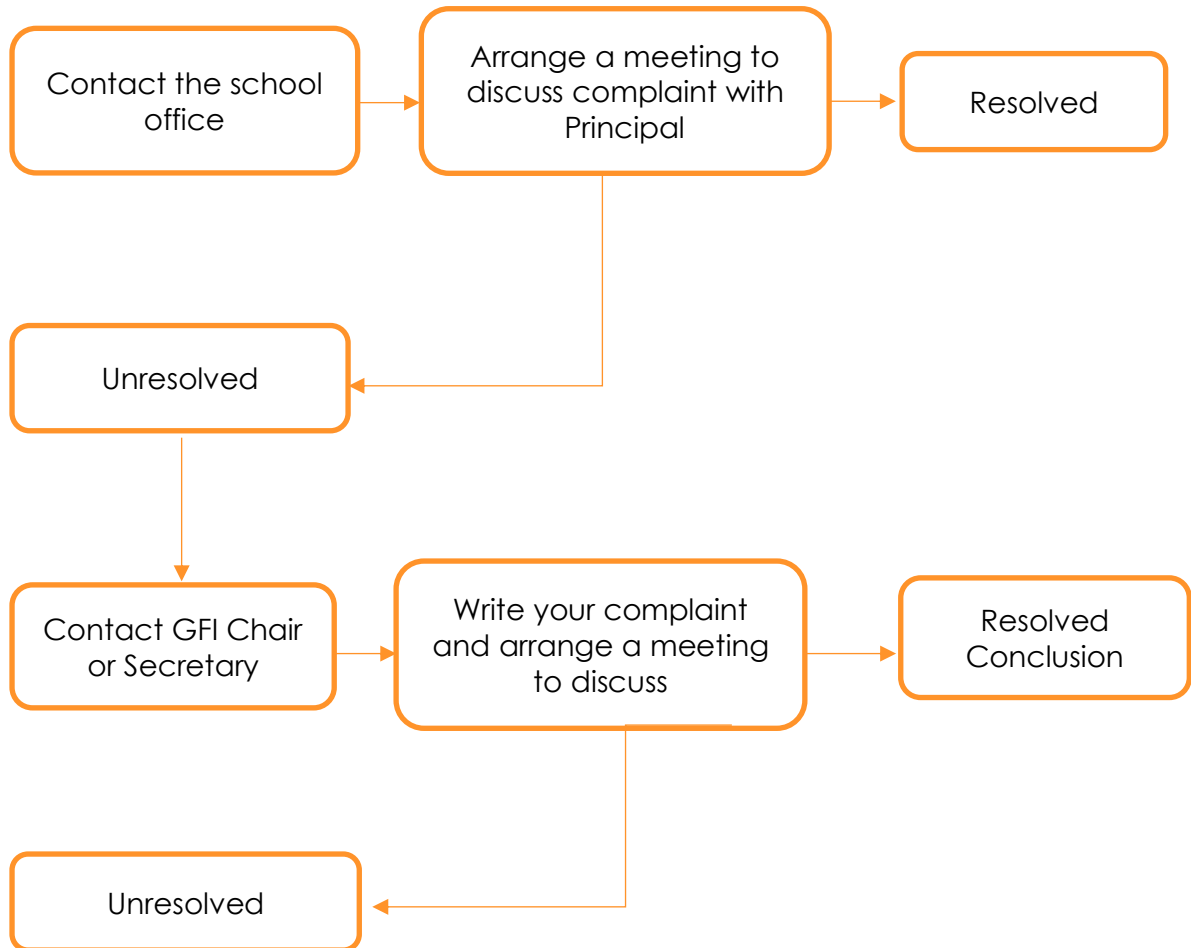 Contact the school
office
Arrange a meeting to
discuss complaint with
Principal
Resolved
Unresolved
Contact GFI Chair
or Secretary
Write your complaint
and arrange a meeting
to discuss
Resolved
Conclusion
Unresolved